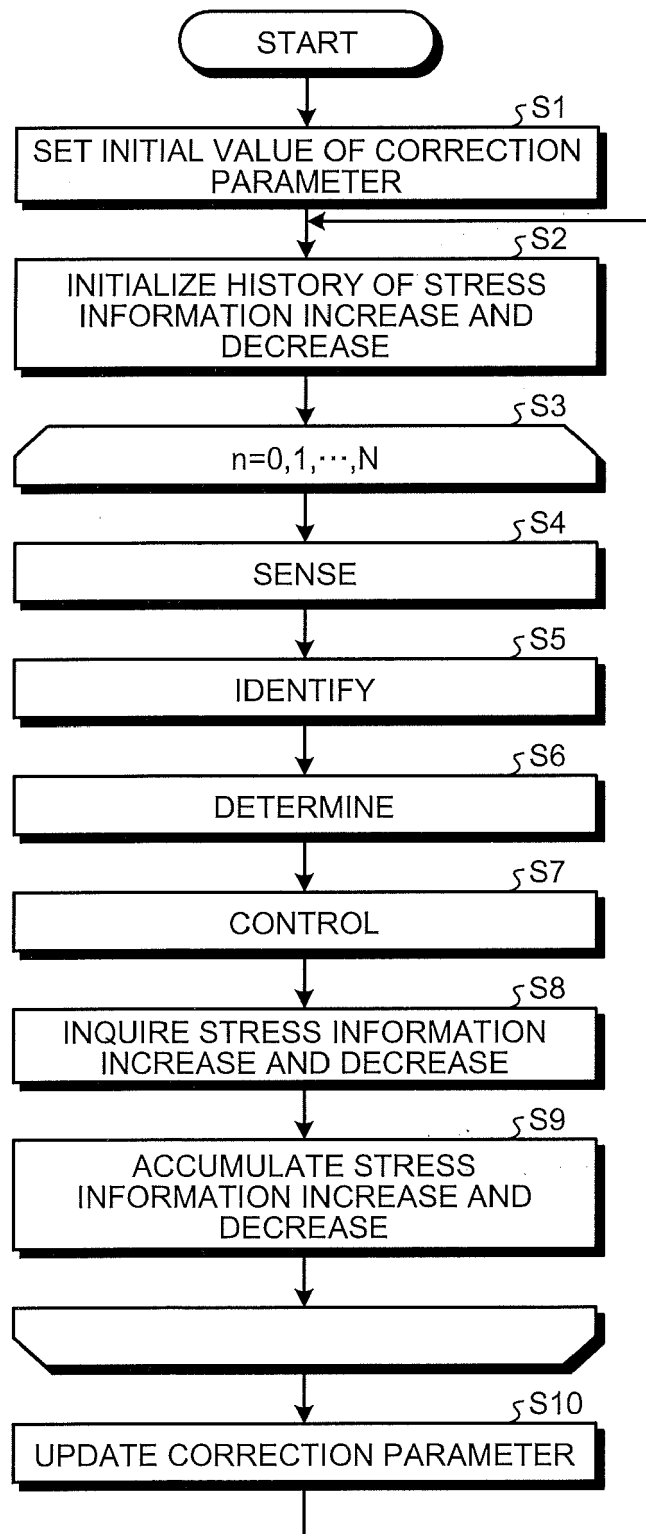 START
S1
SET INITIAL VALUE OF CORRECTION
PARAMETER
S2
INITIALIZE HISTORY OF STRESS
INFORMATION INCREASE AND
DECREASE
S3
n=0,1,⋯,N
S4
SENSE
S5
IDENTIFY
S6
DETERMINE
S7
CONTROL
S8
INQUIRE STRESS INFORMATION
INCREASE AND DECREASE
S9
ACCUMULATE STRESS
INFORMATION INCREASE AND
DECREASE
S10
UPDATE CORRECTION PARAMETER